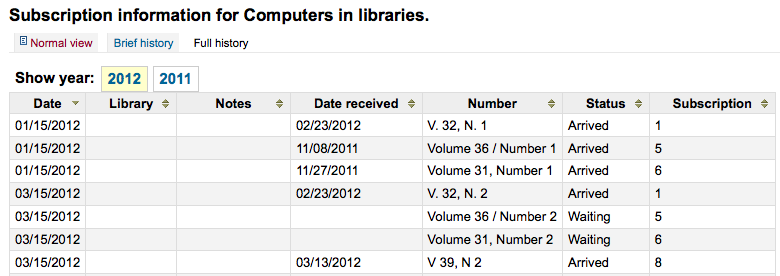 Subscription information for Computers in libraries.
Normal view Brief history Full history
Show year: 2012 2011
Date Library Notes Date received Number Status Subscription
01/15/2012 02/23/2012 V. 32, N. 1 Arrived 1
01/15/2012 11/08/2011 Volume 36 / Number 1 Arrived 5
01/15/2012 11/27/2011 Volume 31, Number 1 Arrived 6
03/15/2012 02/23/2012 V. 32, N. 2 Arrived 1
03/15/2012 Volume 36 / Number 2 Waiting 5
03/15/2012 Volume 31, Number 2 Waiting 6
03/15/2012 03/13/2012 V 39, N 2 Arrived 8